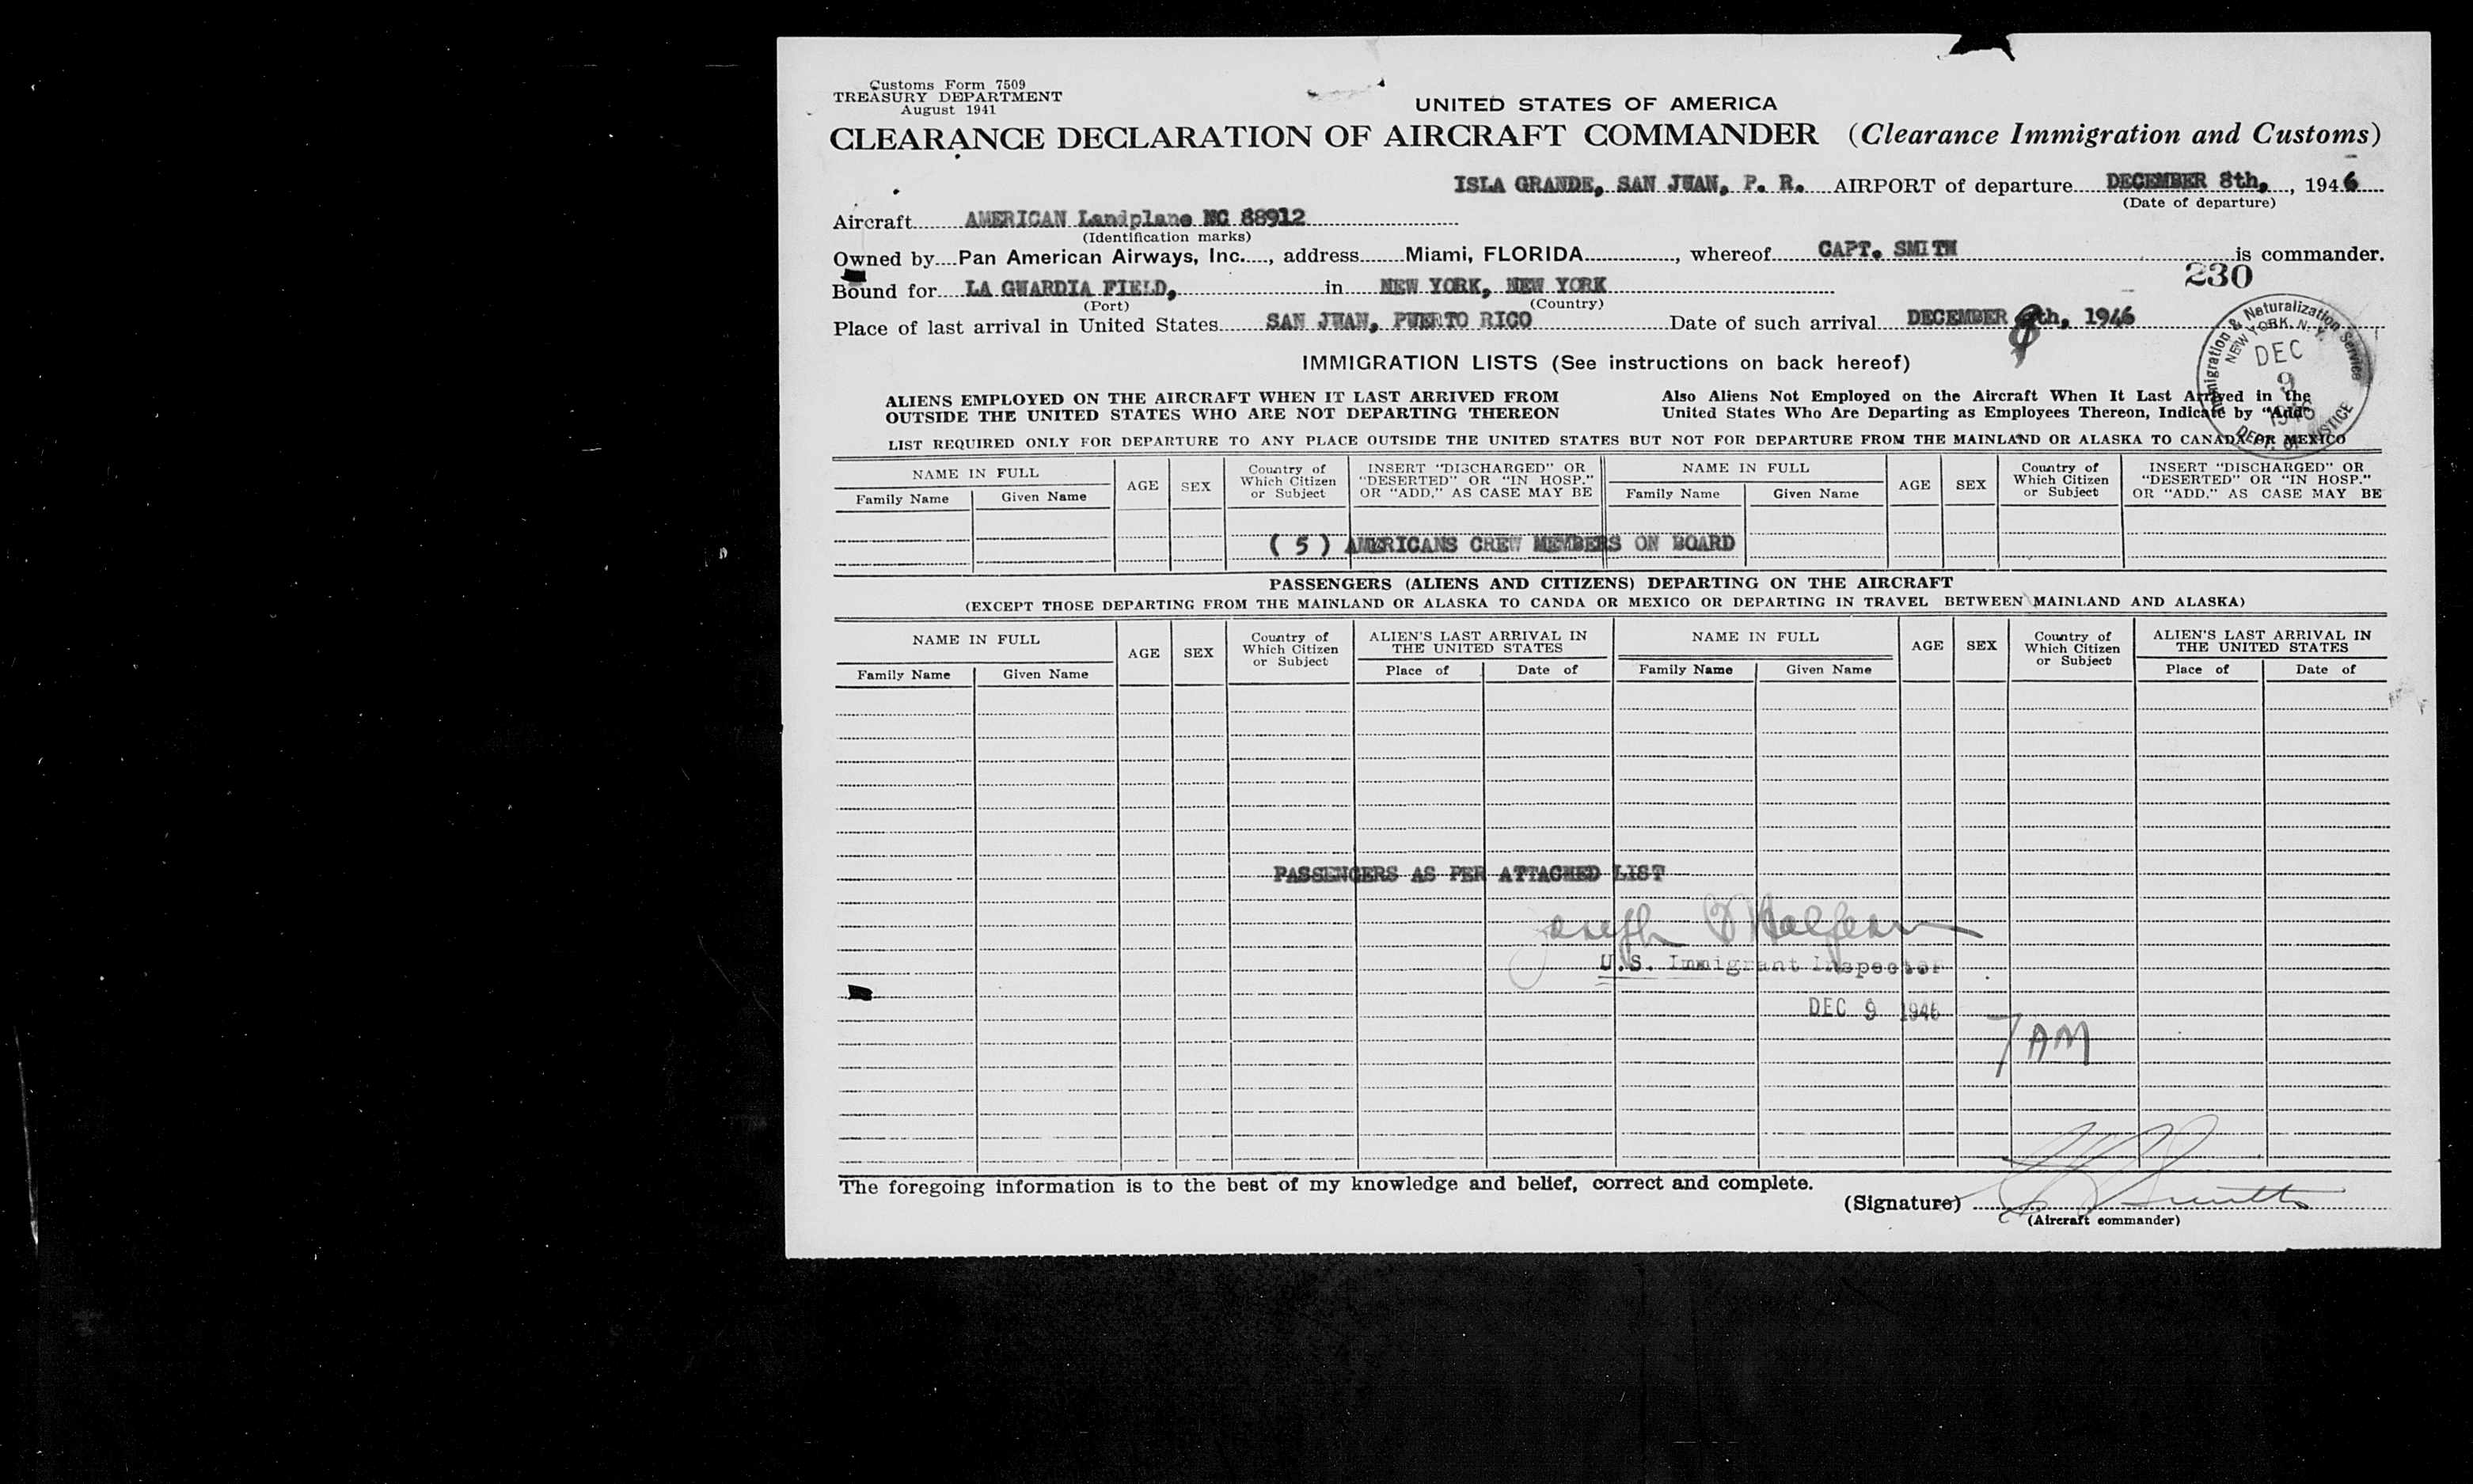 Customs Form 7509
TREASURY DEPARTMENT
August 1941
UNITED STATES OF AMERICA
CLEARANCE DECLARATION OF AIRCRAFT COMMANDER (Clearance Immigration and Customs)
ISLA GRANDE, SAN JUAN, P. R. AIRPORT of departure DECEMBER 8th, , 1946
(Date of departure)
Aircraft AMERICAN Landplane NC 88912
(Identification marks)
Owned by Pan American Airways, Inc. , address Miami, FLORIDA , whereof CAPT. SMITH is commander.
230
Bound for LA GUARDIA FIELD, in NEW YORK, NEW YORK
(Port) (Country)
Place of last arrival in United States SAN JUAN, PUERTO RICO Date of such arrival DECEMBER 8th, 1946
Immigration & Naturalization Service
NEW YORK, N. Y.
DEC
9
1946
DEPT. OF JUSTICE
IMMIGRATION LISTS (See instructions on back hereof)
ALIENS EMPLOYED ON THE AIRCRAFT WHEN IT LAST ARRIVED FROM
OUTSIDE THE UNITED STATES WHO ARE NOT DEPARTING THEREON
Also Aliens Not Employed on the Aircraft When It Last Arrived in the
United States Who Are Departing as Employees Thereon, Indicate by "Add"
LIST REQUIRED ONLY FOR DEPARTURE TO ANY PLACE OUTSIDE THE UNITED STATES BUT NOT FOR DEPARTURE FROM THE MAINLAND OR ALASKA TO CANADA OR MEXICO
NAME IN FULL
Family Name Given Name
AGE
SEX
Country of
Which Citizen
or Subject
INSERT "DISCHARGED" OR
"DESERTED" OR "IN HOSP."
OR "ADD," AS CASE MAY BE
NAME IN FULL
Family Name Given Name
AGE
SEX
Country of
Which Citizen
or Subject
INSERT "DISCHARGED" OR
"DESERTED" OR "IN HOSP."
OR "ADD," AS CASE MAY BE
( 5 ) AMERICANS CREW MEMBERS ON BOARD
PASSENGERS (ALIENS AND CITIZENS) DEPARTING ON THE AIRCRAFT
(EXCEPT THOSE DEPARTING FROM THE MAINLAND OR ALASKA TO CANDA OR MEXICO OR DEPARTING IN TRAVEL BETWEEN MAINLAND AND ALASKA)
NAME IN FULL
Family Name Given Name
AGE
SEX
Country of
Which Citizen
or Subject
ALIEN'S LAST ARRIVAL IN
THE UNITED STATES
Place of Date of
NAME IN FULL
Family Name Given Name
AGE
SEX
Country of
Which Citizen
or Subject
ALIEN'S LAST ARRIVAL IN
THE UNITED STATES
Place of Date of
PASSENGERS AS PER ATTACHED LIST
Joseph
U.S. Immigrant Inspector
DEC 9 1946
7 AM
The foregoing information is to the best of my knowledge and belief, correct and complete.
(Signature) Smith
(Aircraft commander)